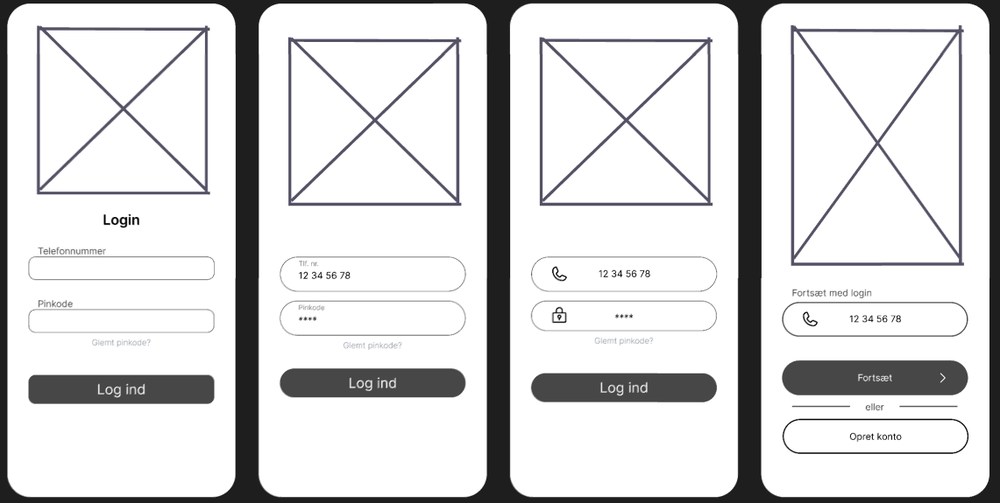 Login
Telefonnummer
Pinkode
Glemt pinkode?
Log ind
Tlf. nr.
12 34 56 78
Pinkode
****
Glemt pinkode?
Log ind
12 34 56 78
****
Glemt pinkode?
Log ind
Fortsæt med login
12 34 56 78
Fortsæt
eller
Opret konto